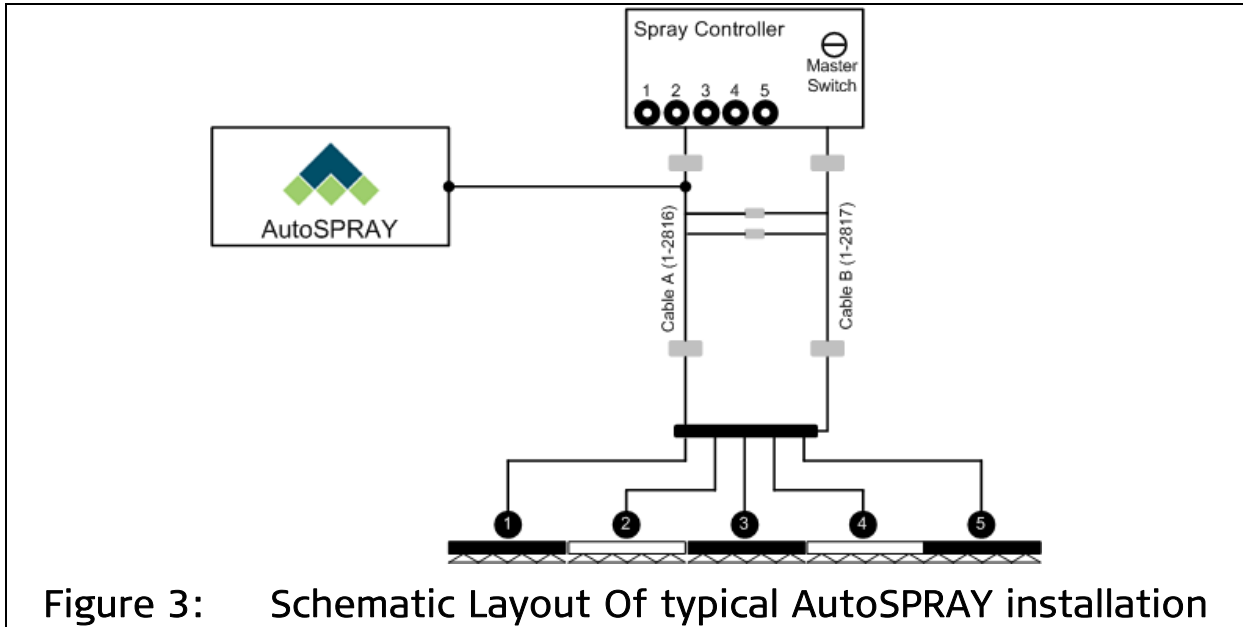 Spray Controller
Master
Switch
1 2 3 4 5
AutoSPRAY
Cable A (1-2816)
Cable B (1-2817)
1 2 3 4 5
Figure 3: Schematic Layout Of typical AutoSPRAY installation